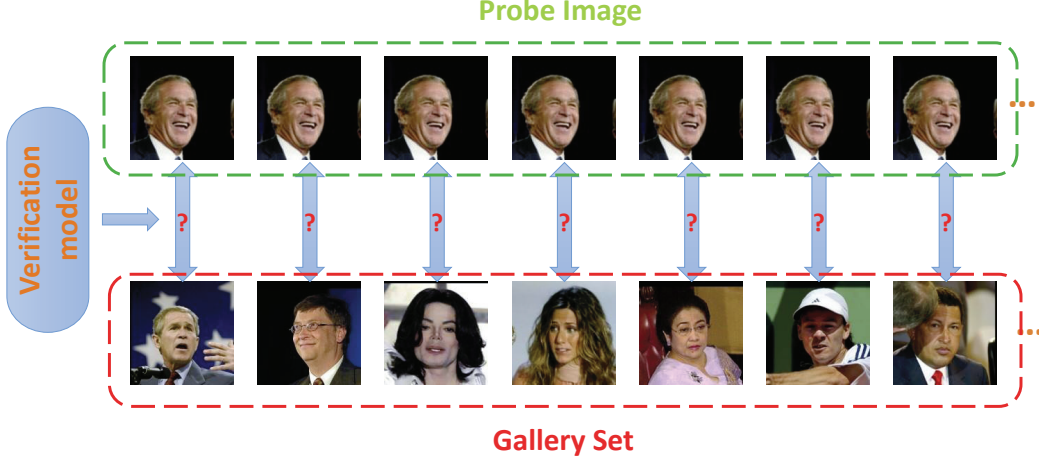 Probe Image
Verification
model
? ? ? ? ? ? ?
Gallery Set